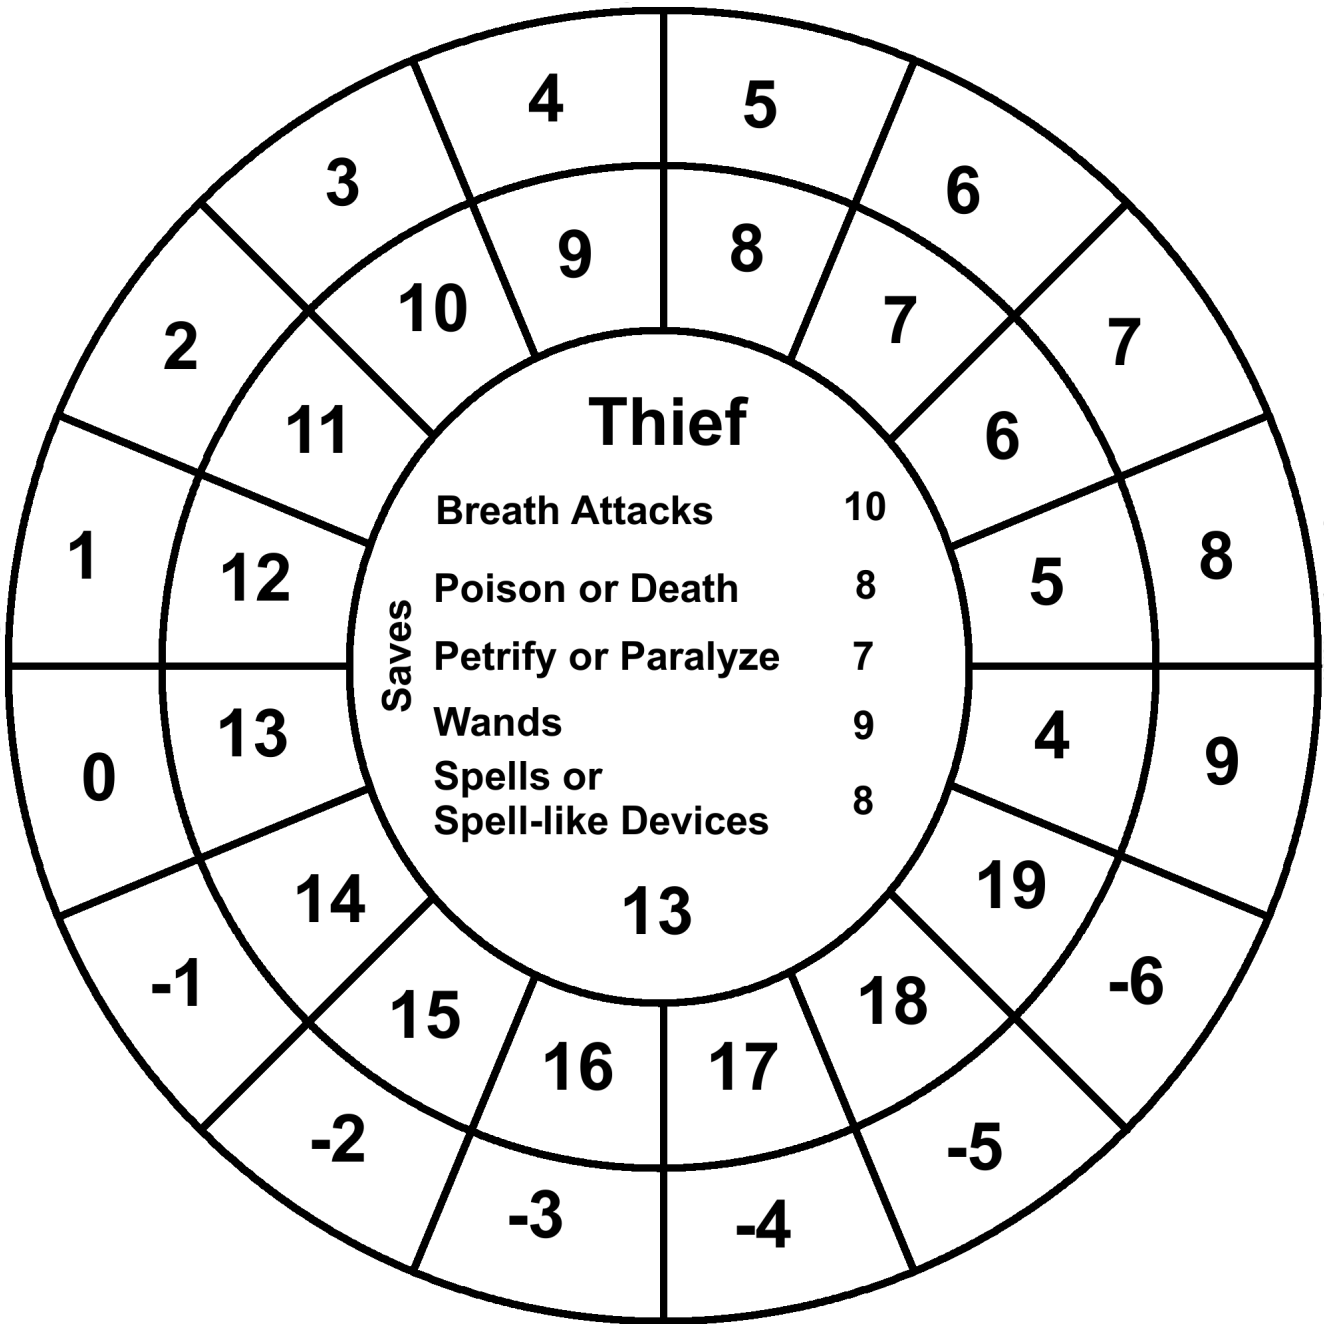 4 5
3 6
9 8
10 7
2 7
11 6
Thief
Breath Attacks 10
1 8
12 5
Poison or Death 8
Saves
Petrify or Paralyze 7
Wands 9
13 4
0 9
Spells or
Spell-like Devices 8
14 19
13
-1 -6
15 18
16 17
-2 -5
-3 -4